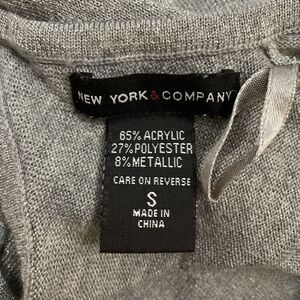 NEW YORK & COMPANY
65% ACRYLIC
27% POLYESTER
8% METALLIC
CARE ON REVERSE
S
MADE IN
CHINA